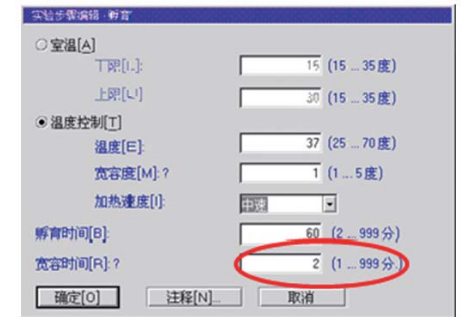 实验步骤编辑-孵育
室温[A]
下限[L]: 15 (15 ... 35度)
上限[U] 30 (15 ... 35度)
温度控制[T]
温度[E]: 37 (25 ... 70度)
宽容度[M]:? 1 (1 ... 5度)
加热速度[I]: 中速
孵育时间[B]: 60 (2 ... 999分)
宽容时间[R]:? 2 (1 ... 999分.)
确定[O] 注释[N]... 取消